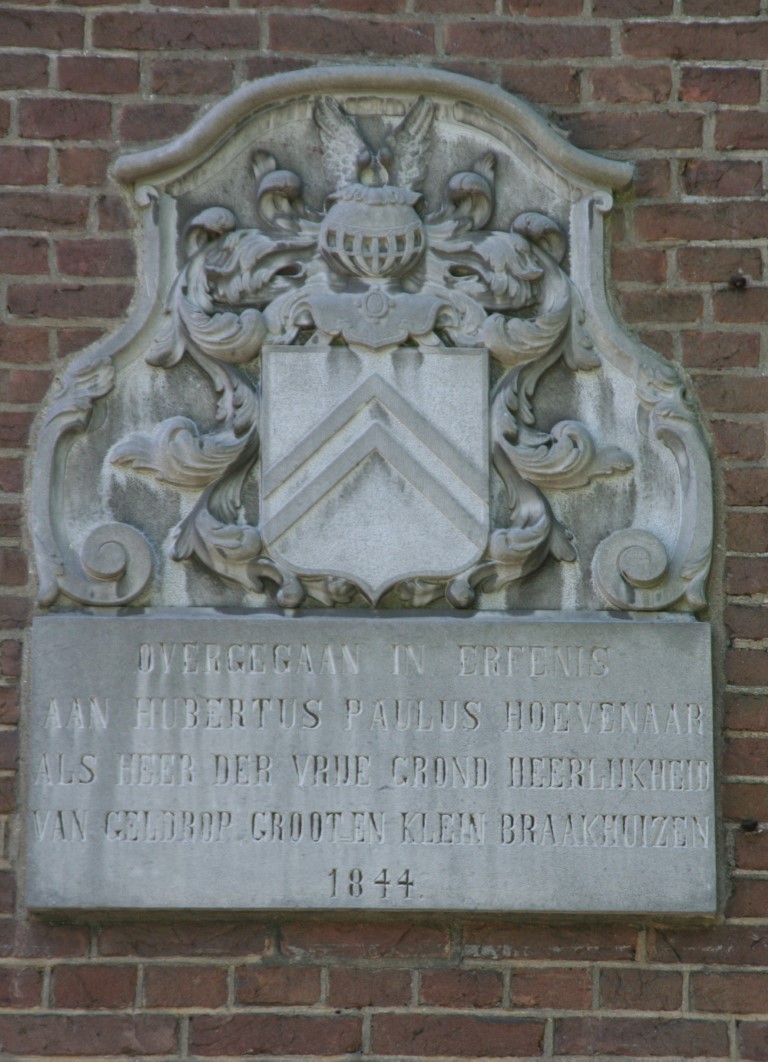 OVERGEGAAN IN ERFENIS
AAN HUBERTUS PAULUS HOEVENAAR
ALS HEER DER VRIJE GROND HEERLIJKHEID
VAN GELDROP GROOT EN KLEIN BRAAKHUIZEN
1844.